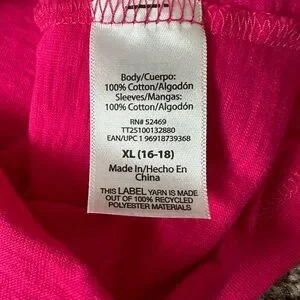 Body/Cuerpo:
100% Cotton/Algodón
Sleeves/Mangas:
100% Cotton/Algodón
RN# 52469
TT25100132880
EAN/UPC 1 96918739368
XL (16-18)
Made In/Hecho En
China
THIS LABEL YARN IS MADE
OUT OF 100% RECYCLED
POLYESTER MATERIALS